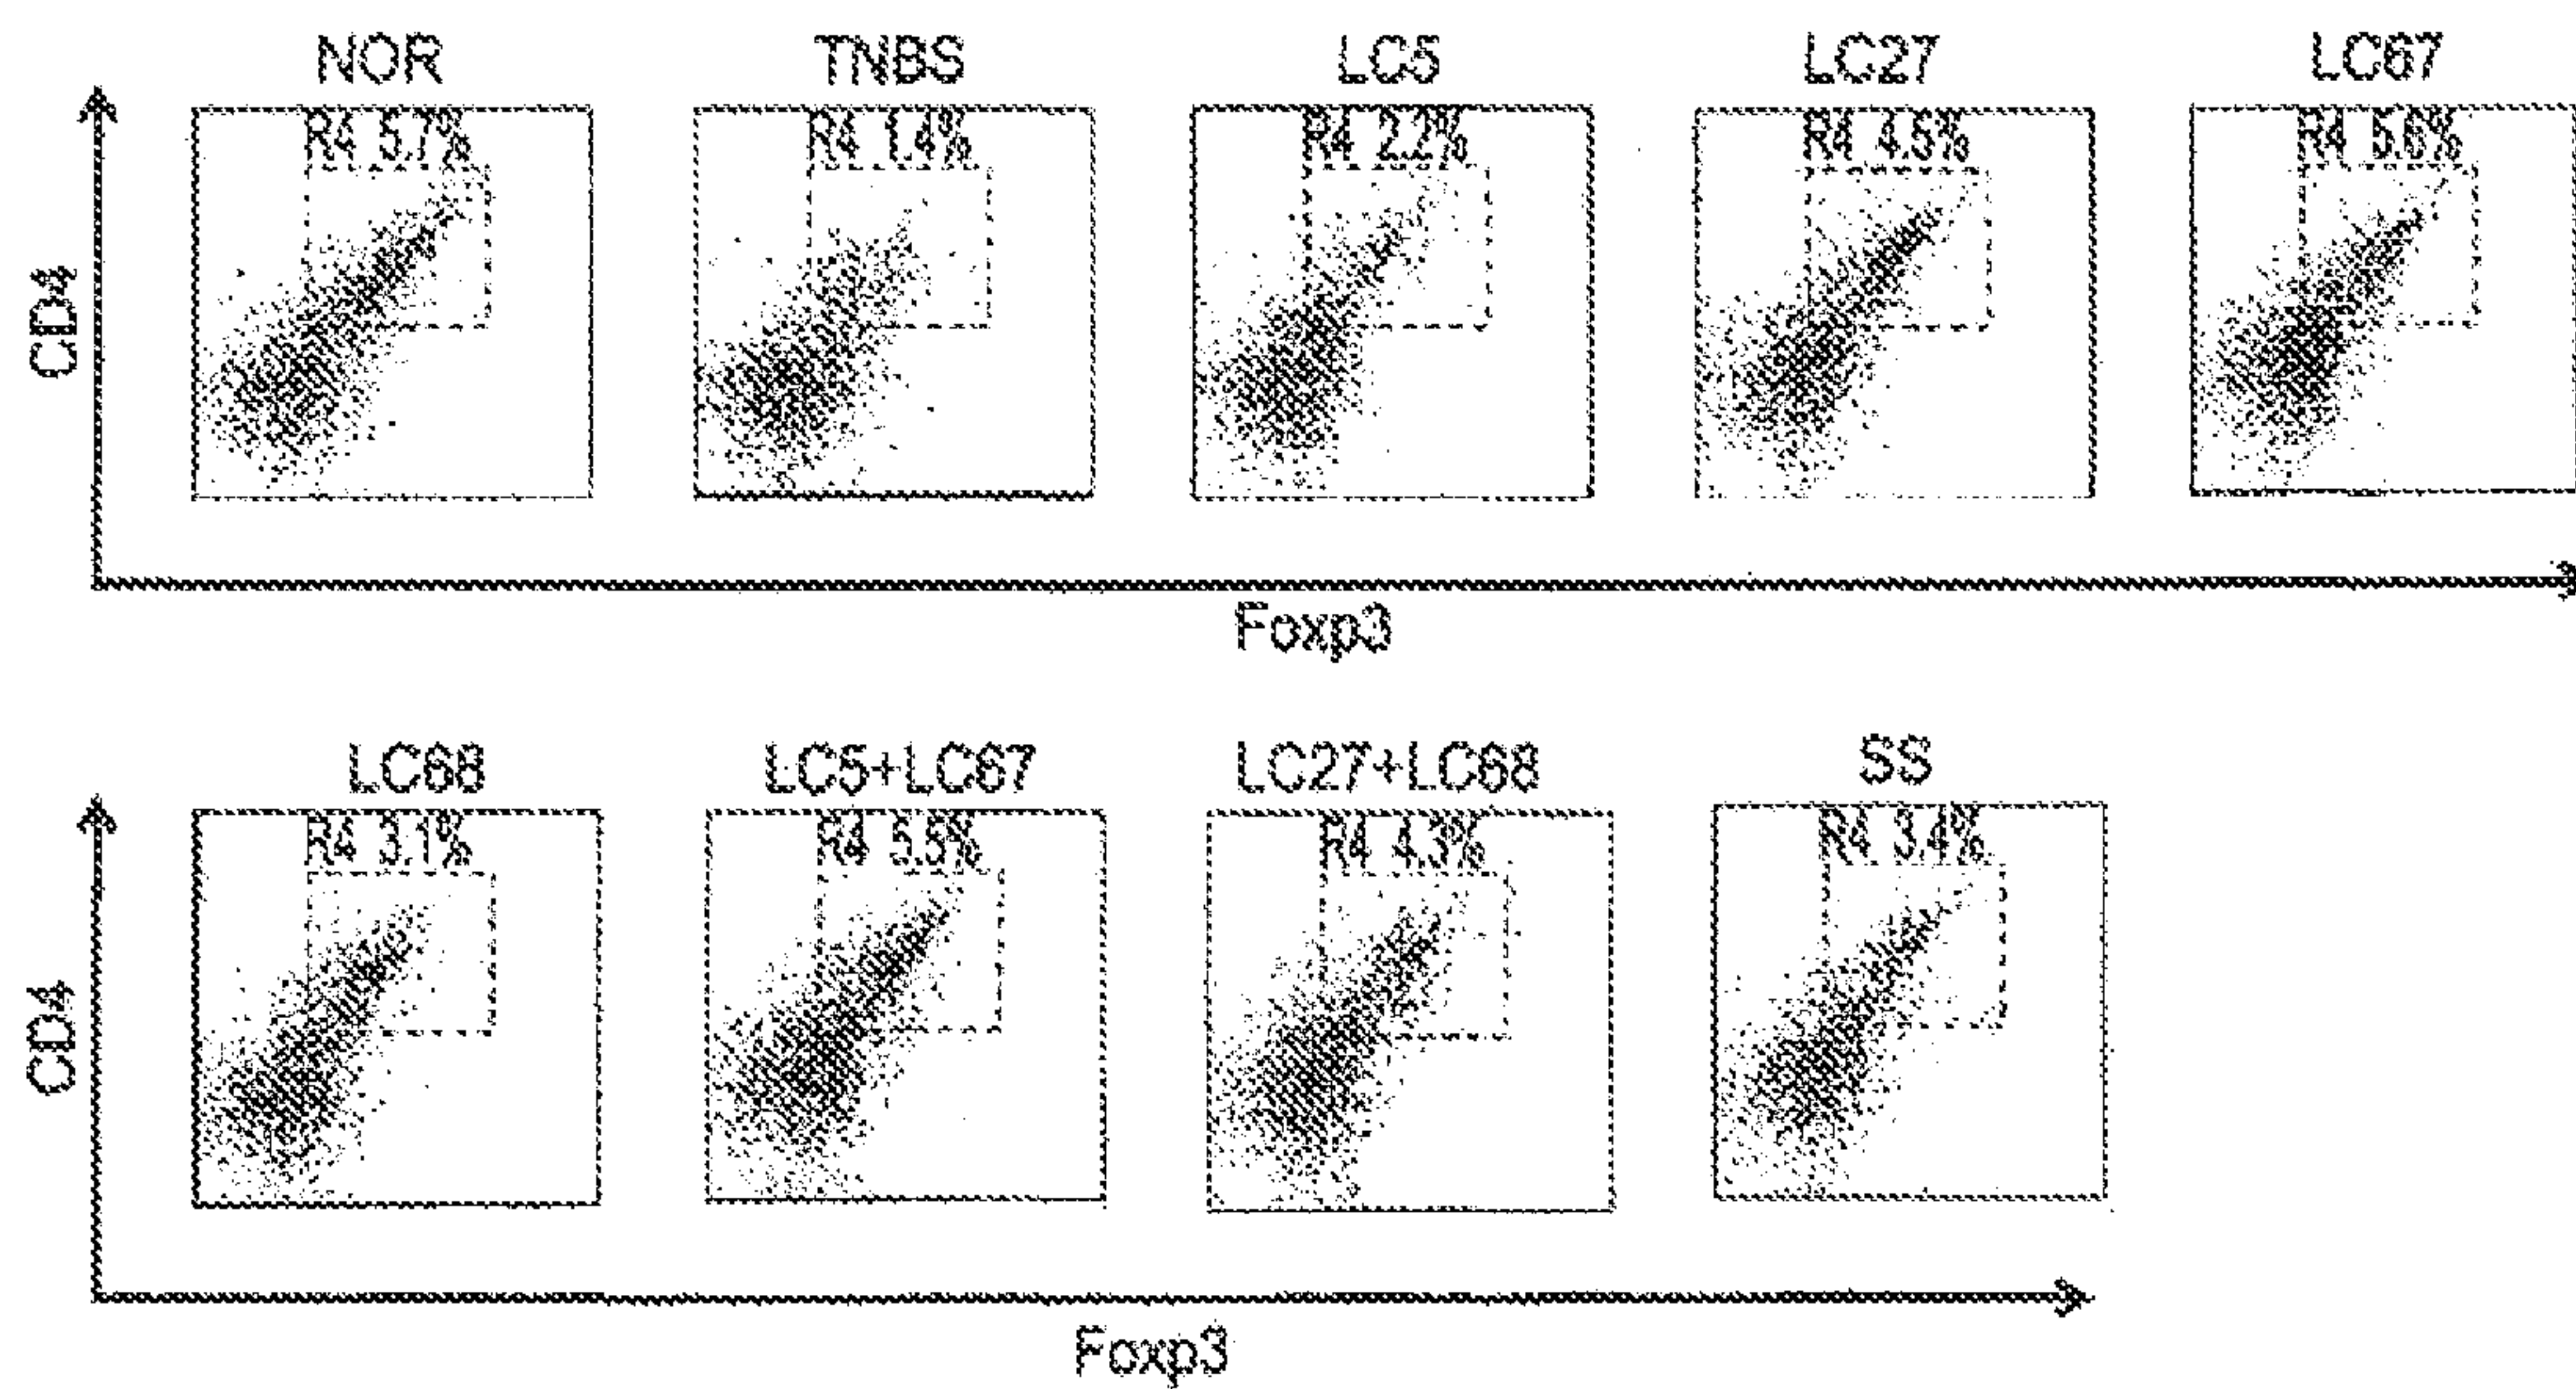 NOR TNBS LC5 LC27 LC67
R4 5.7% R4 1.4% R4 2.2% R4 4.5% R4 5.6%
CD4
Foxp3
LC68 LC5+LC67 LC27+LC68 SS
R4 3.1% R4 5.5% R4 4.3% R4 3.4%
CD4
Foxp3